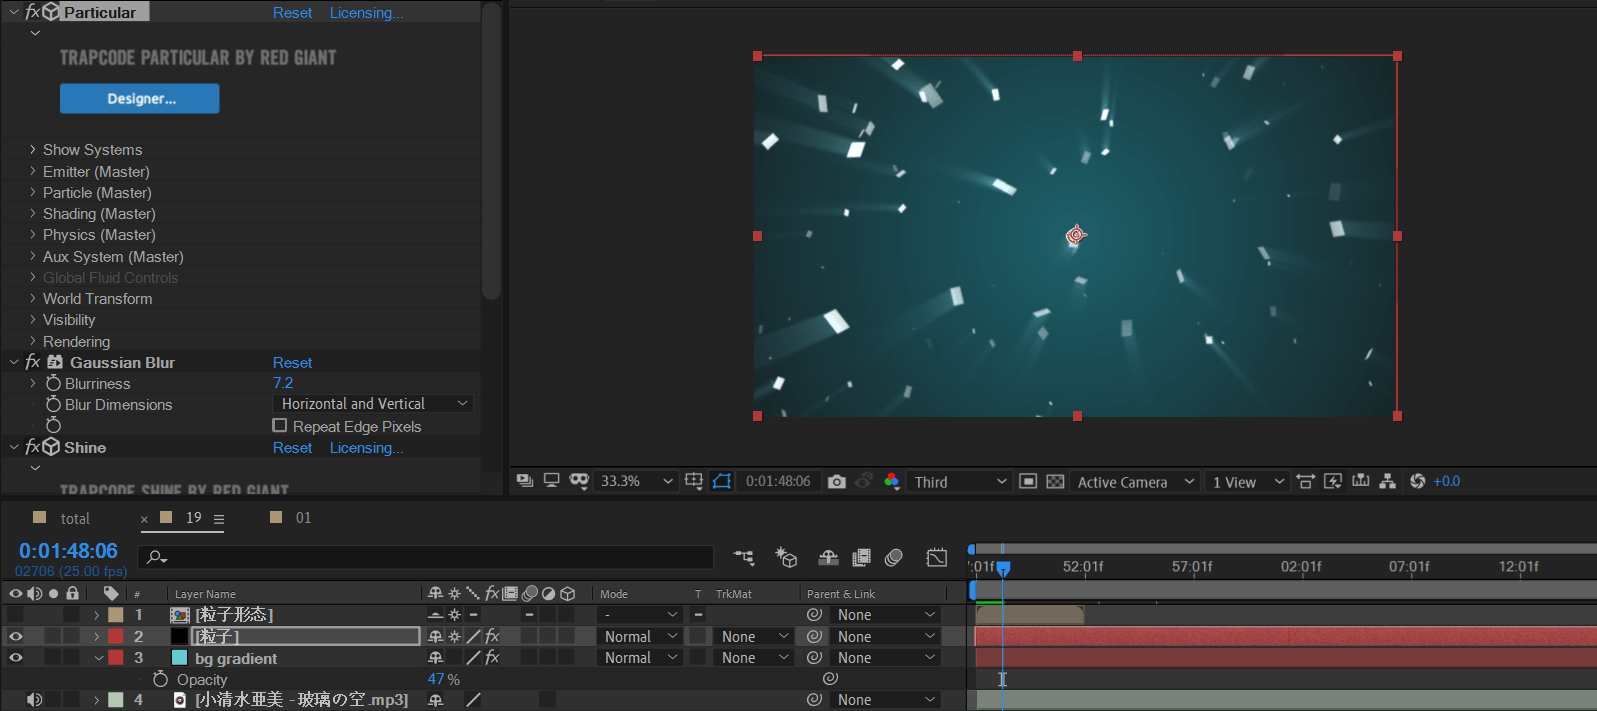 fx Particular Reset Licensing...
TRAPCODE PARTICULAR BY RED GIANT
Designer...
Show Systems
Emitter (Master)
Particle (Master)
Shading (Master)
Physics (Master)
Aux System (Master)
Global Fluid Controls
World Transform
Visibility
Rendering
fx Gaussian Blur Reset
Blurriness 7.2
Blur Dimensions Horizontal and Vertical
Repeat Edge Pixels
fx Shine Reset Licensing...
TRAPCODE SHINE BY RED GIANT
33.3% 0:01:48:06 Third Active Camera 1 View +0.0
total × 19 01
0:01:48:06
02706 (25.00 fps)
:01f 52:01f 57:01f 02:01f 07:01f 12:01f
# Layer Name fx Mode T TrkMat Parent & Link
1 [粒子形态] - None
2 [粒子] fx Normal None None
3 bg gradient fx Normal None None
Opacity 47 %
4 [小清水亜美 - 玻璃の空.mp3] None